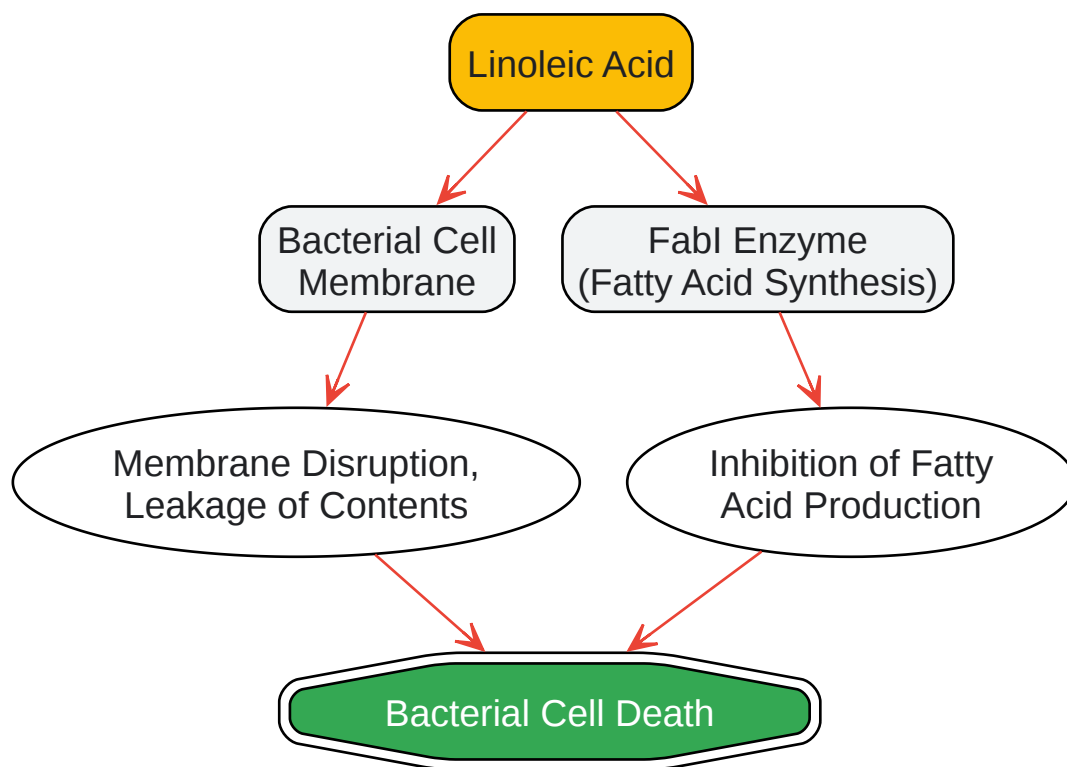 Linoleic Acid
Bacterial Cell
Membrane
FabI Enzyme
(Fatty Acid Synthesis)
Membrane Disruption,
Leakage of Contents
Inhibition of Fatty
Acid Production
Bacterial Cell Death